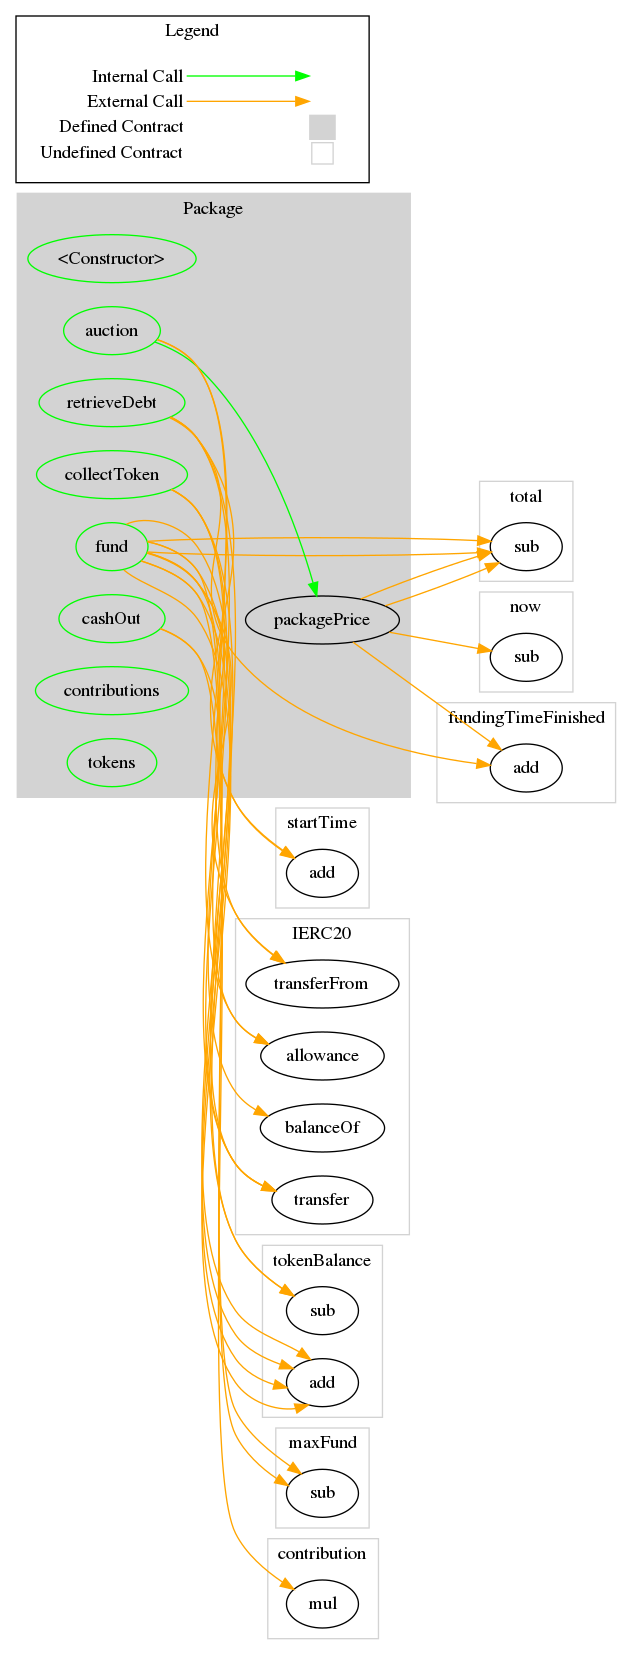 Legend
Internal Call
External Call
Defined Contract
Undefined Contract
Package
<Constructor>
auction
retrieveDebt
collectToken
fund
cashOut
contributions
tokens
packagePrice
total
sub
now
sub
fundingTimeFinished
add
startTime
add
IERC20
transferFrom
allowance
balanceOf
transfer
tokenBalance
sub
add
maxFund
sub
contribution
mul